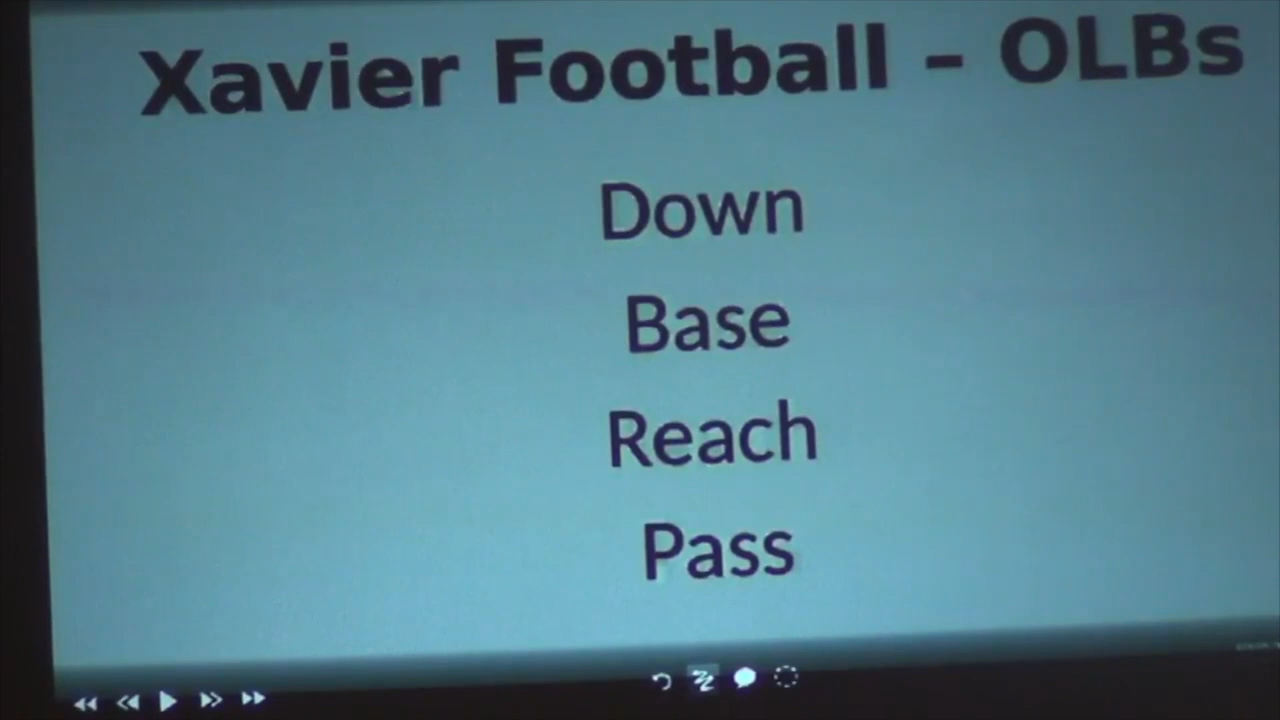 Xavier Football – OLBs
Down
Base
Reach
Pass